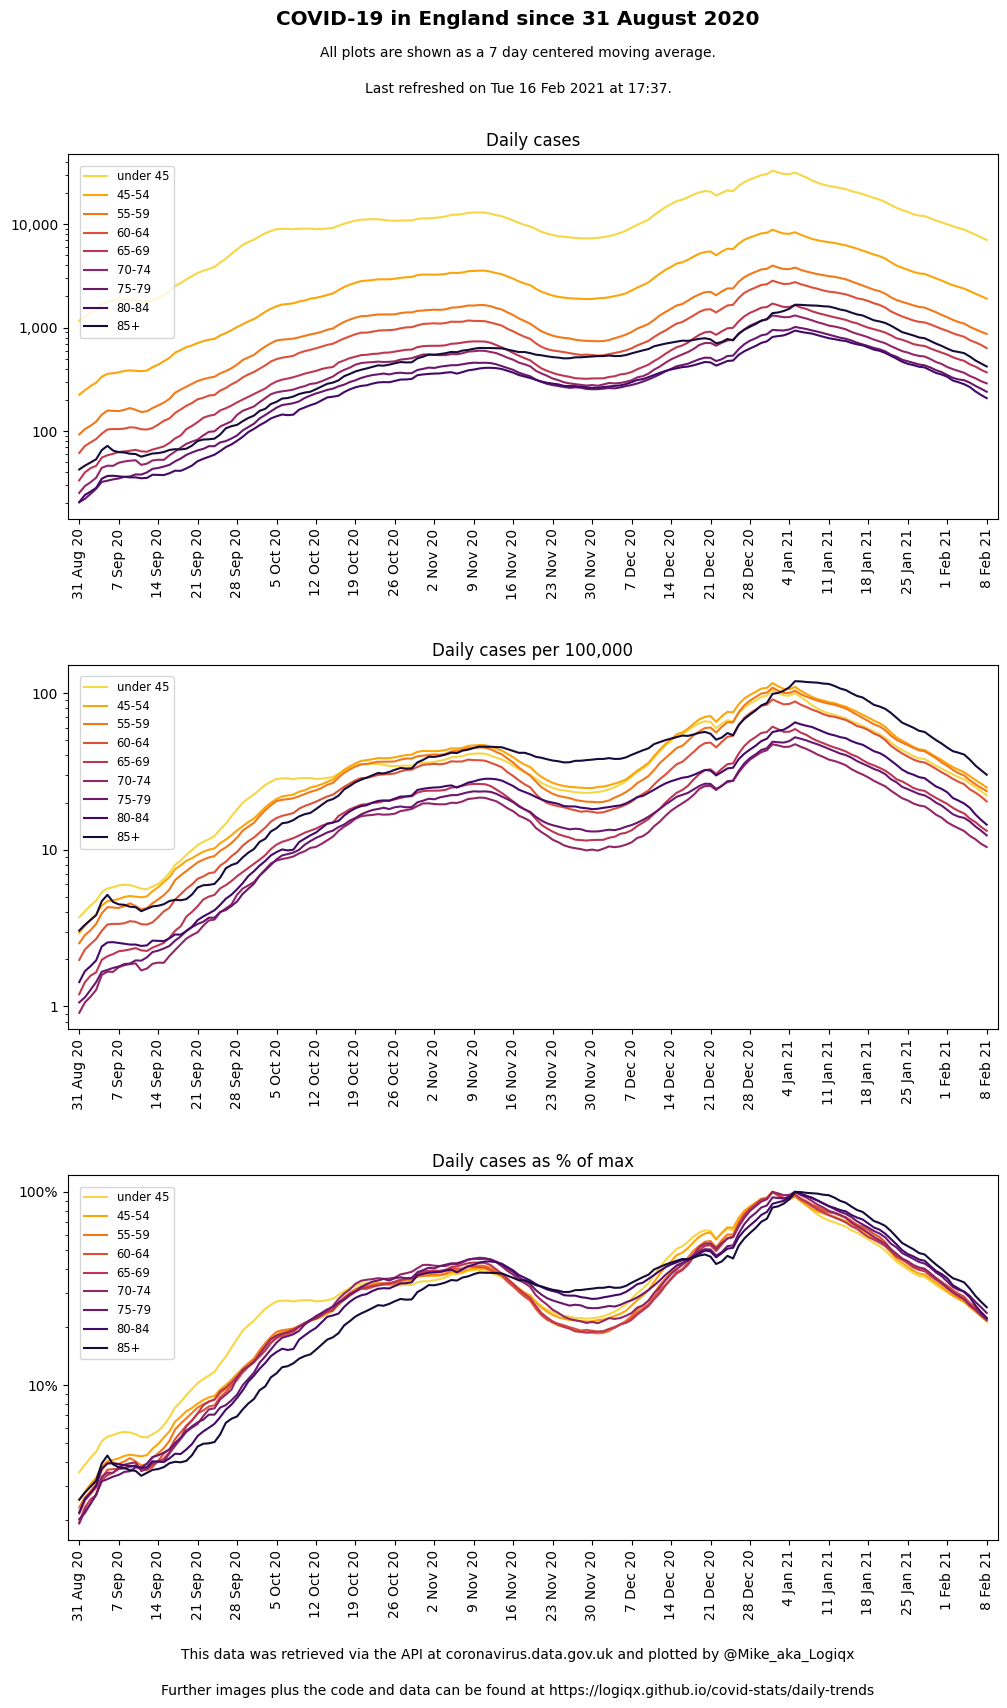 COVID-19 in England since 31 August 2020
All plots are shown as a 7 day centered moving average.
Last refreshed on Tue 16 Feb 2021 at 17:37.
Daily cases
under 45
45-54
55-59
60-64
65-69
70-74
75-79
80-84
85+
10,000
1,000
100
31 Aug 20
7 Sep 20
14 Sep 20
21 Sep 20
28 Sep 20
5 Oct 20
12 Oct 20
19 Oct 20
26 Oct 20
2 Nov 20
9 Nov 20
16 Nov 20
23 Nov 20
30 Nov 20
7 Dec 20
14 Dec 20
21 Dec 20
28 Dec 20
4 Jan 21
11 Jan 21
18 Jan 21
25 Jan 21
1 Feb 21
8 Feb 21
Daily cases per 100,000
under 45
45-54
55-59
60-64
65-69
70-74
75-79
80-84
85+
100
10
1
31 Aug 20
7 Sep 20
14 Sep 20
21 Sep 20
28 Sep 20
5 Oct 20
12 Oct 20
19 Oct 20
26 Oct 20
2 Nov 20
9 Nov 20
16 Nov 20
23 Nov 20
30 Nov 20
7 Dec 20
14 Dec 20
21 Dec 20
28 Dec 20
4 Jan 21
11 Jan 21
18 Jan 21
25 Jan 21
1 Feb 21
8 Feb 21
Daily cases as % of max
under 45
45-54
55-59
60-64
65-69
70-74
75-79
80-84
85+
100%
10%
31 Aug 20
7 Sep 20
14 Sep 20
21 Sep 20
28 Sep 20
5 Oct 20
12 Oct 20
19 Oct 20
26 Oct 20
2 Nov 20
9 Nov 20
16 Nov 20
23 Nov 20
30 Nov 20
7 Dec 20
14 Dec 20
21 Dec 20
28 Dec 20
4 Jan 21
11 Jan 21
18 Jan 21
25 Jan 21
1 Feb 21
8 Feb 21
This data was retrieved via the API at coronavirus.data.gov.uk and plotted by @Mike_aka_Logiqx
Further images plus the code and data can be found at https://logiqx.github.io/covid-stats/daily-trends